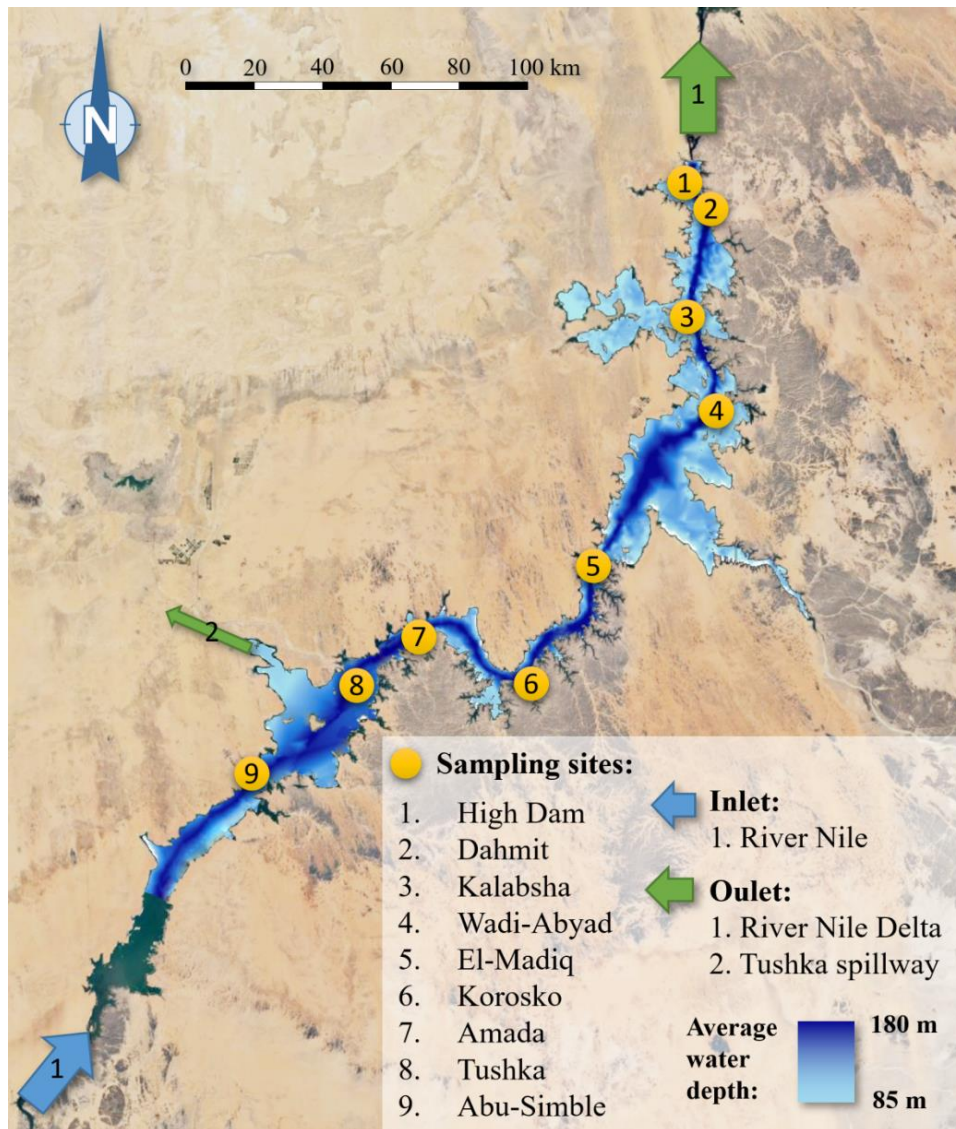 0 20 40 60 80 100 km
N
1
1
2
3
4
5
2
7
6
8
9
1
Sampling sites:
1. High Dam
2. Dahmit
3. Kalabsha
4. Wadi-Abyad
5. El-Madiq
6. Korosko
7. Amada
8. Tushka
9. Abu-Simble
Inlet:
1. River Nile
Oulet:
1. River Nile Delta
2. Tushka spillway
Average
water
depth:
180 m
85 m